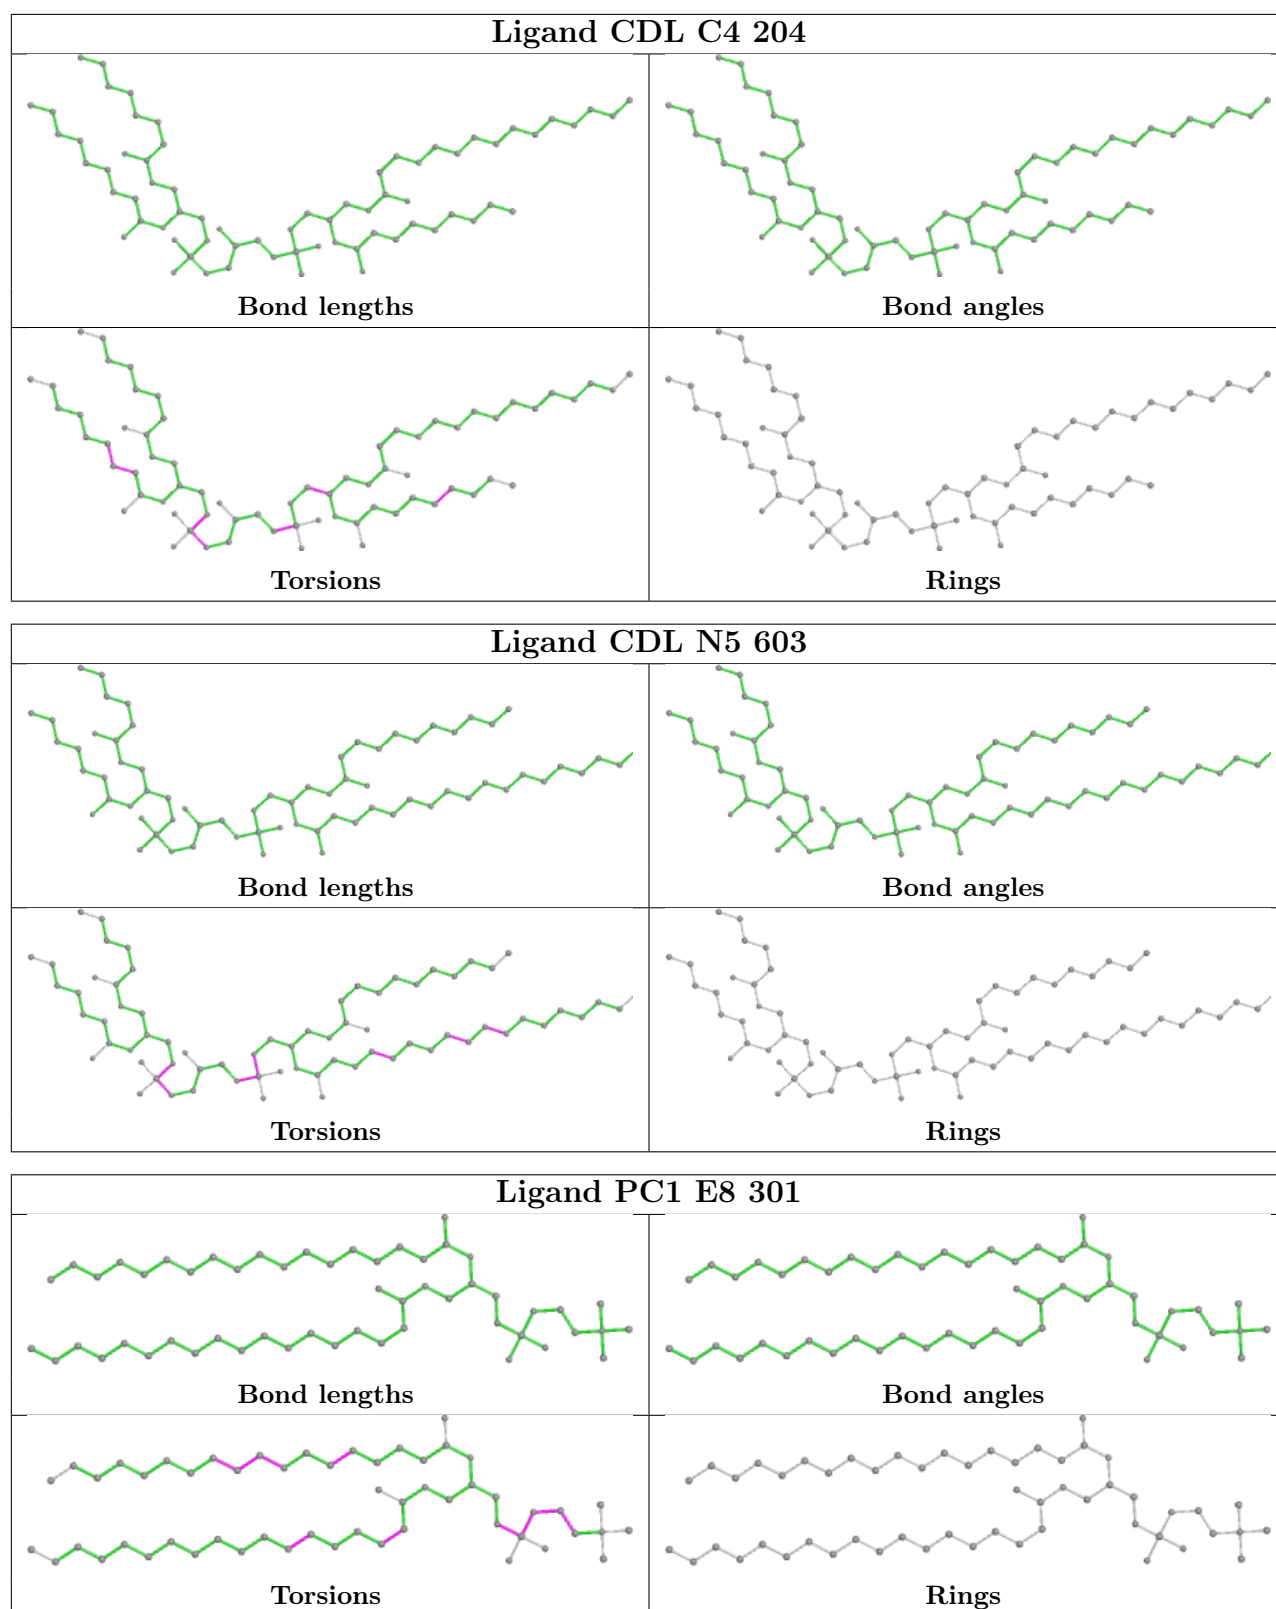 Ligand CDL C4 204
Bond lengths
Bond angles
Torsions
Rings
Ligand CDL N5 603
Bond lengths
Bond angles
Torsions
Rings
Ligand PC1 E8 301
Bond lengths
Bond angles
Torsions
Rings